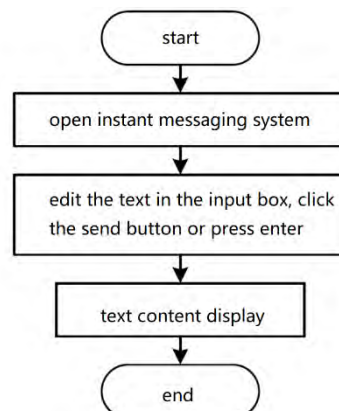 start
open instant messaging system
edit the text in the input box, click
the send button or press enter
text content display
end